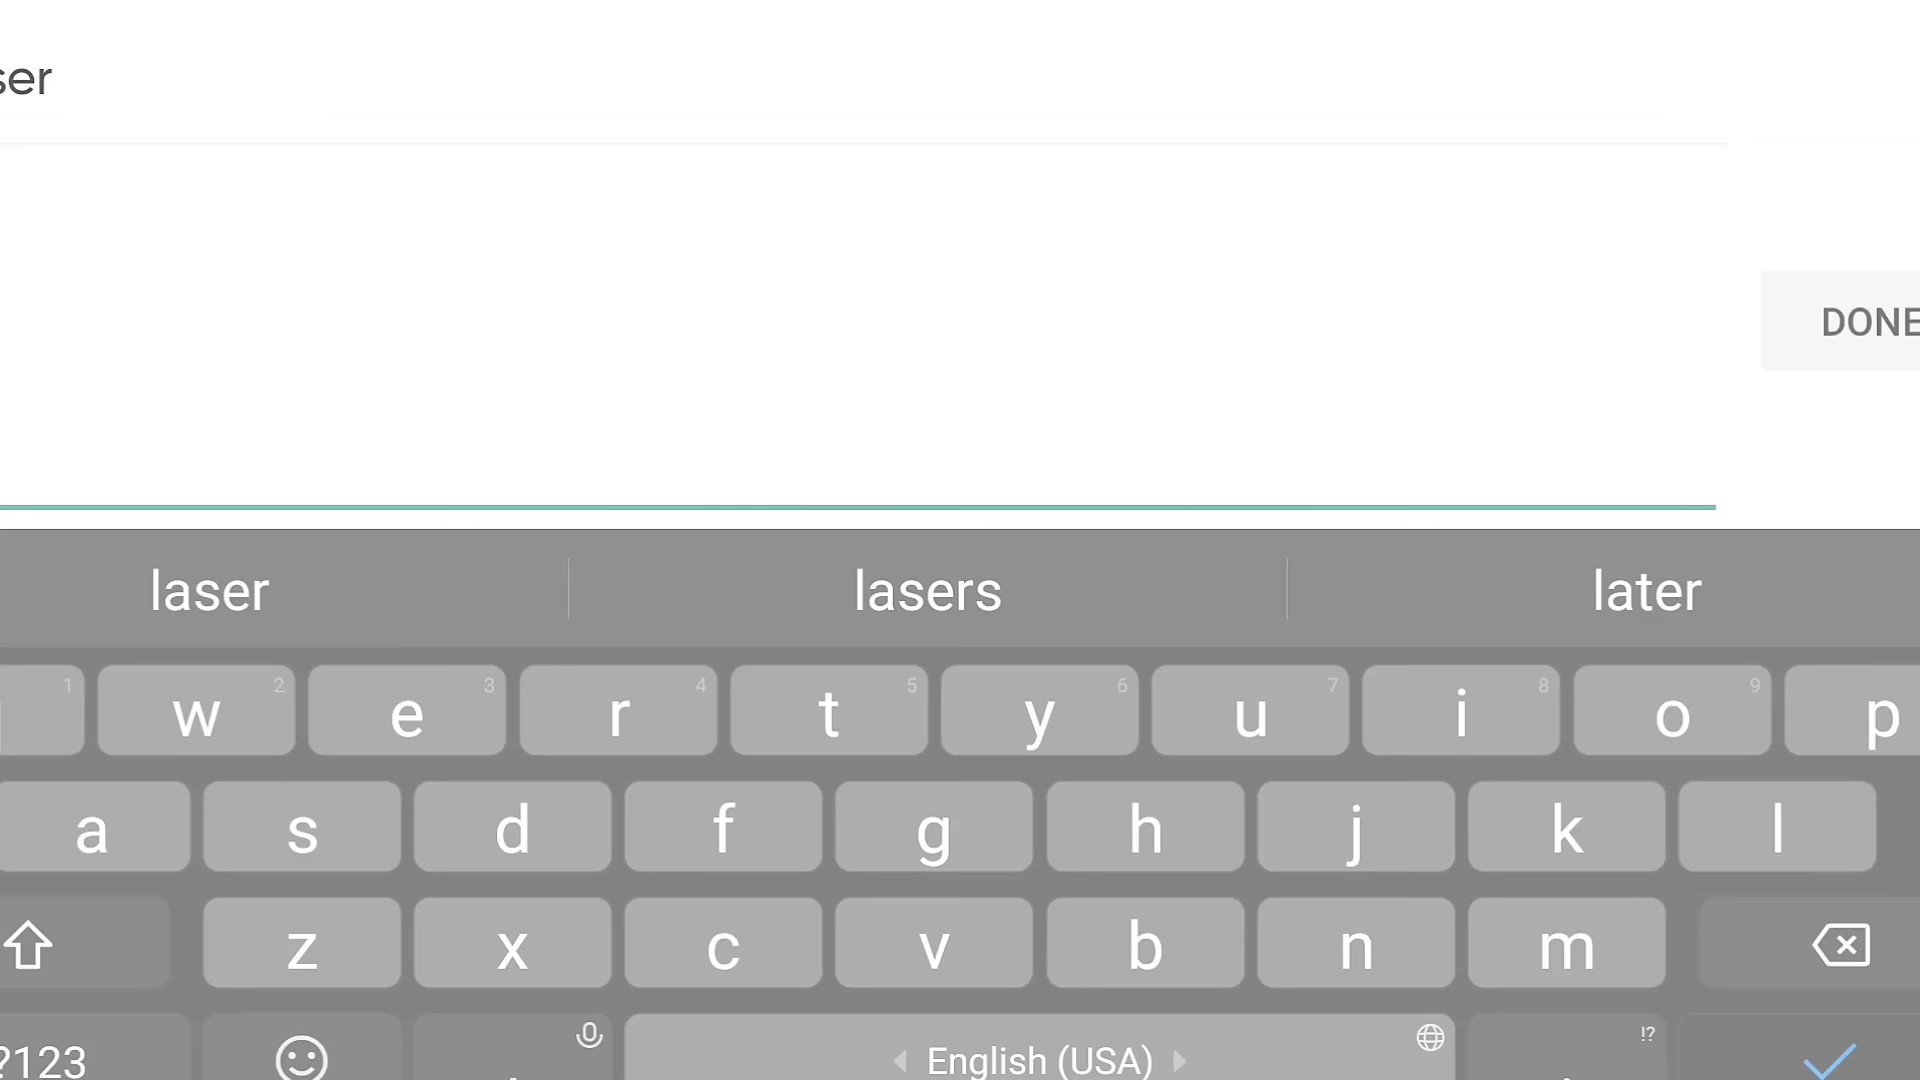 ser
DONE
laser lasers later
1 w 2 e 3 r 4 t 5 y 6 u 7 i 8 o 9 p
a s d f g h j k l
z x c v b n m
?123 English (USA) !?